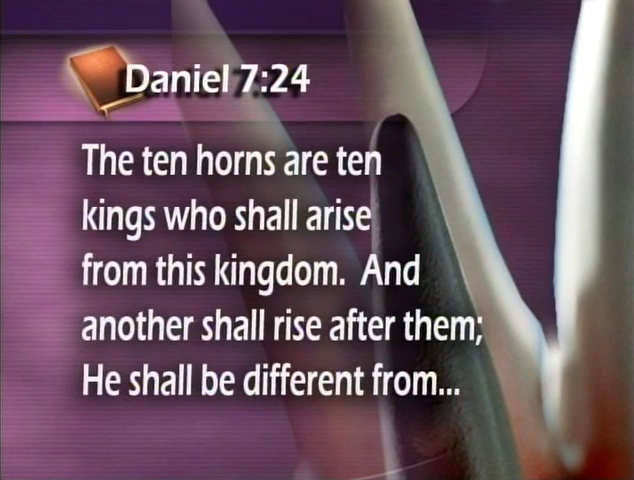 Daniel 7:24
The ten horns are ten
kings who shall arise
from this kingdom.  And
another shall rise after them;
He shall be different from...